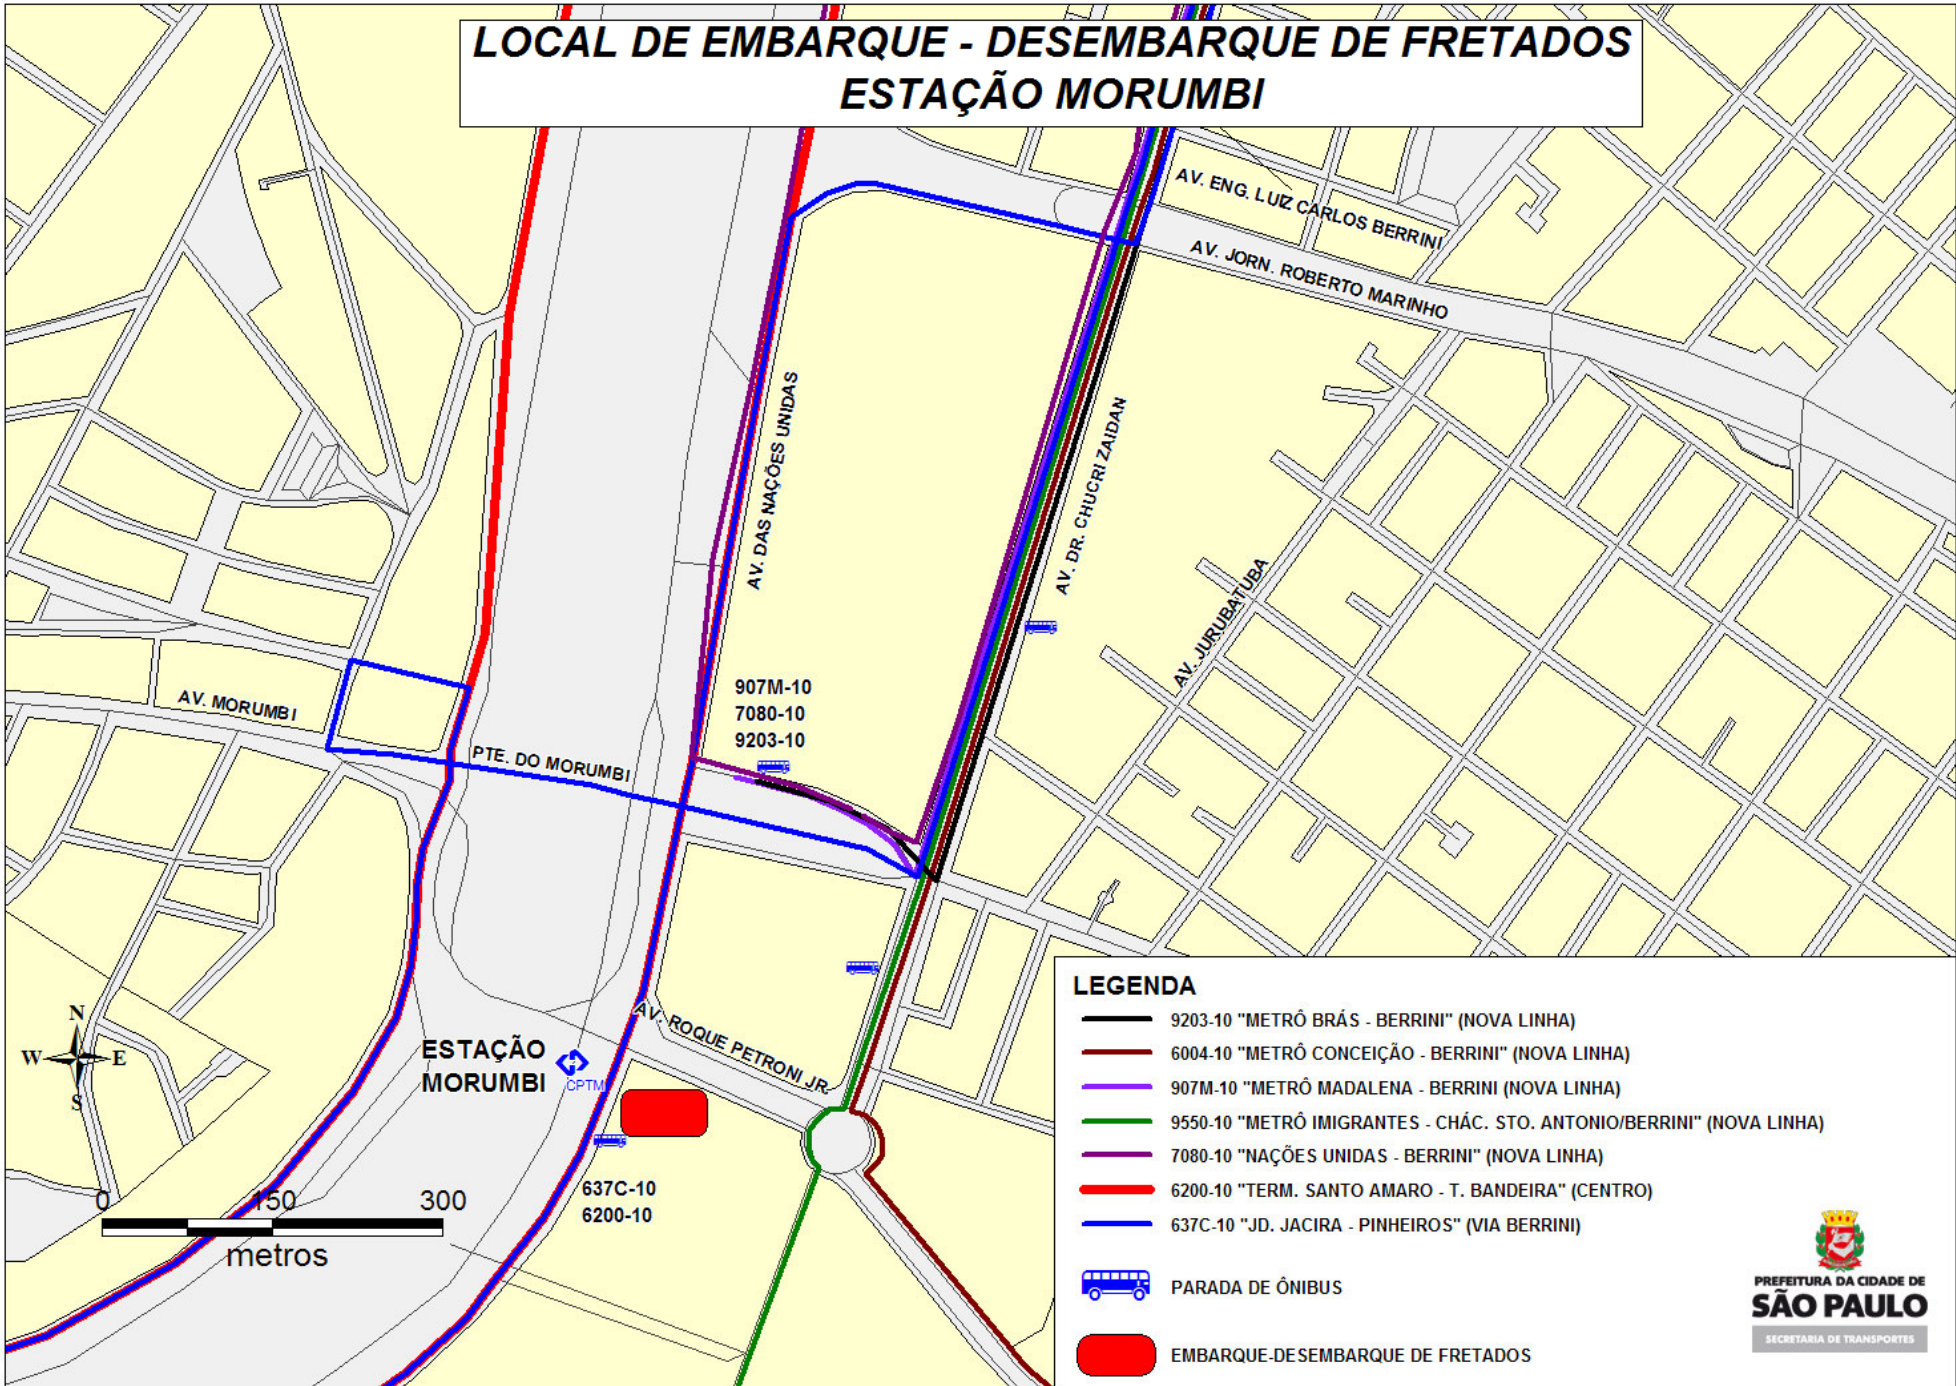 LOCAL DE EMBARQUE - DESEMBARQUE DE FRETADOS
ESTAÇÃO MORUMBI
AV. ENG. LUIZ CARLOS BERRINI
AV. JORN. ROBERTO MARINHO
AV. DAS NAÇÕES UNIDAS
AV. DR. CHUCRI ZAIDAN
AV. JURUBATUBA
907M-10
7080-10
9203-10
AV. MORUMBI
PTE. DO MORUMBI
AV. ROQUE PETRONI JR.
ESTAÇÃO
MORUMBI
CPTM
N
W E
S
637C-10
6200-10
0 150 300
metros
LEGENDA
9203-10 "METRÔ BRÁS - BERRINI" (NOVA LINHA)
6004-10 "METRÔ CONCEIÇÃO - BERRINI" (NOVA LINHA)
907M-10 "METRÔ MADALENA - BERRINI (NOVA LINHA)
9550-10 "METRÔ IMIGRANTES - CHÁC. STO. ANTONIO/BERRINI" (NOVA LINHA)
7080-10 "NAÇÕES UNIDAS - BERRINI" (NOVA LINHA)
6200-10 "TERM. SANTO AMARO - T. BANDEIRA" (CENTRO)
637C-10 "JD. JACIRA - PINHEIROS" (VIA BERRINI)
PARADA DE ÔNIBUS
EMBARQUE-DESEMBARQUE DE FRETADOS
PREFEITURA DA CIDADE DE
SÃO PAULO
SECRETARIA DE TRANSPORTES